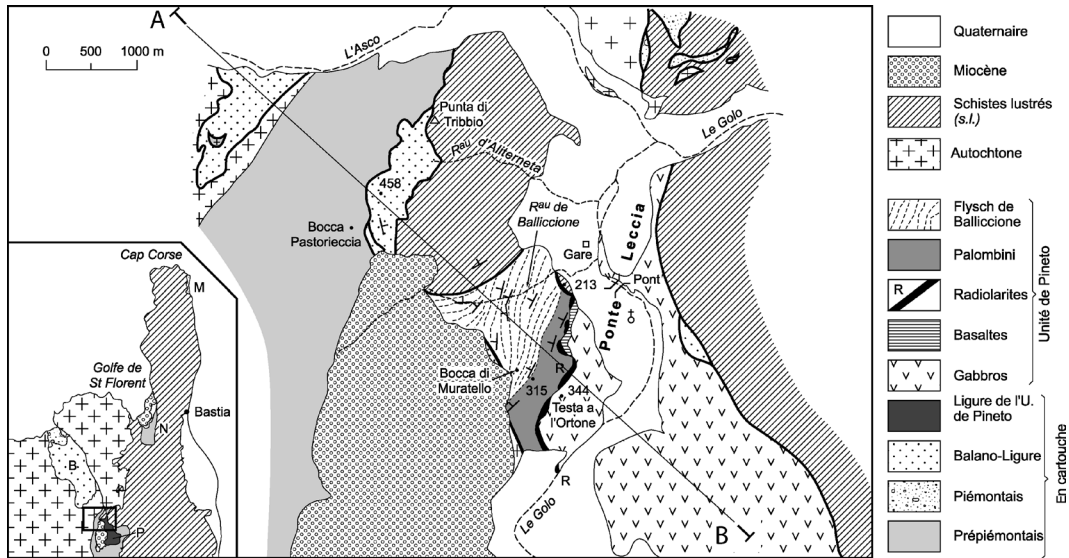 A
0 500 1000 m
L'Asco
Punta di
Tribbio
Rau d'Aliterneta
Le Golo
458
Bocca
Pastorieccia
Rau de
Balliccione
Gare
213
Pont
Ponte Leccia
Bocca di
Muratello
R
315
344
Testa a
l'Ortone
R
Le Golo
B
Cap Corse
M
Golfe de
St Florent
Bastia
N
B
P
Quaternaire
Miocène
Schistes lustrés
(s.l.)
Autochtone
Flysch de
Balliccione
Palombini
R
Radiolarites
Basaltes
Gabbros
Unité de Pineto
Ligure de l'U.
de Pineto
Balano-Ligure
Piémontais
Prépiémontais
En cartouche